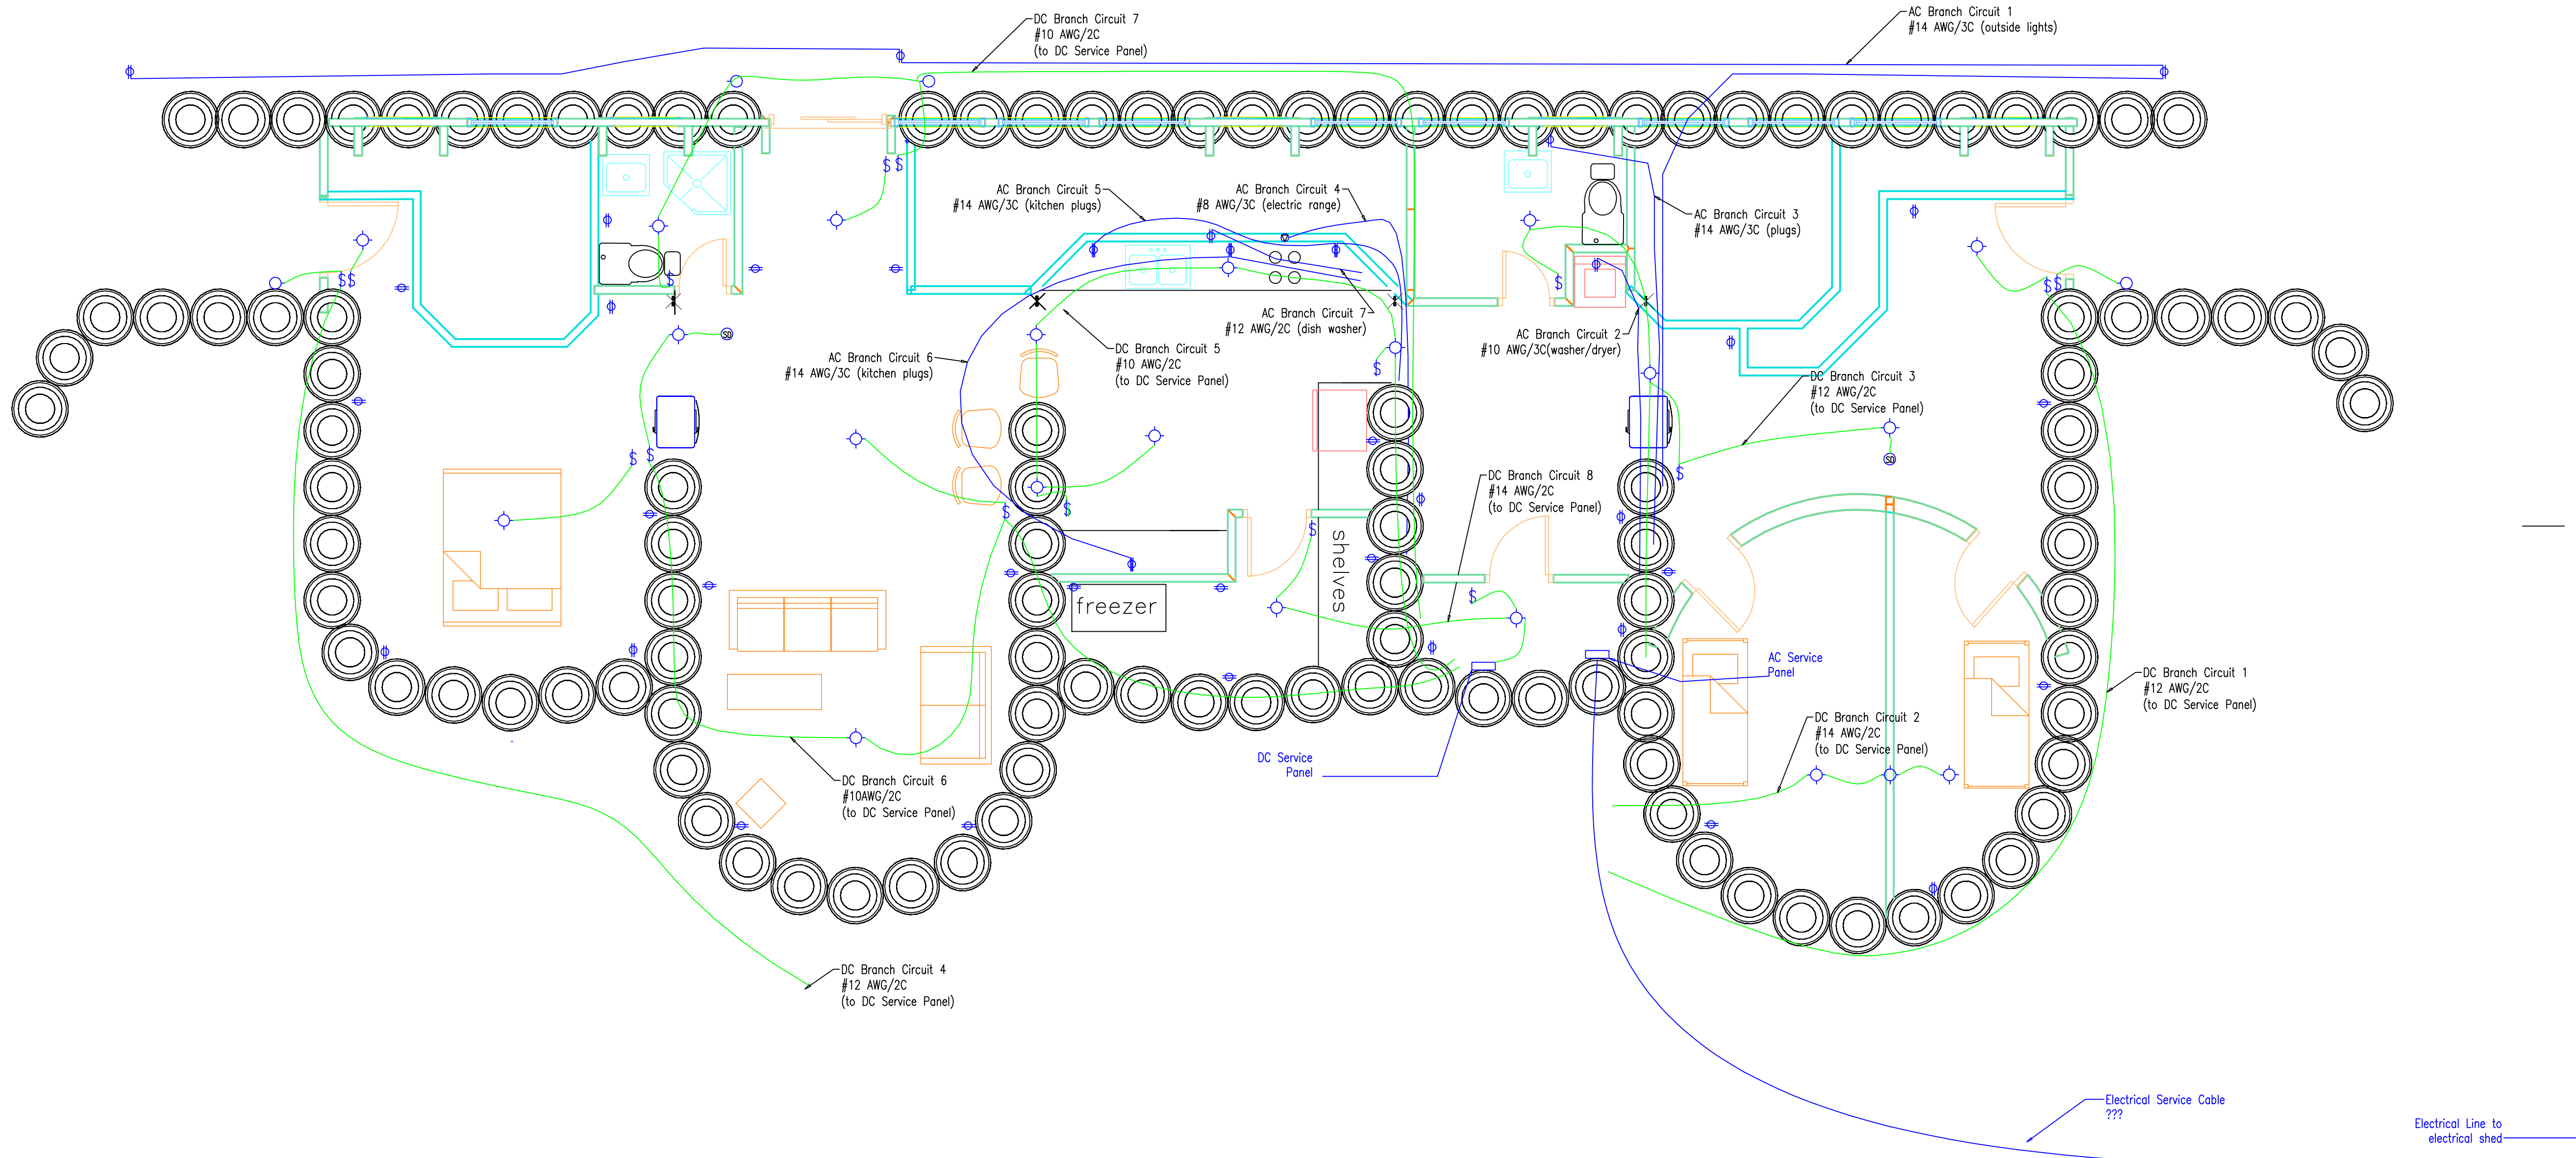 DC Branch Circuit 7
#10 AWG/2C
(to DC Service Panel)
AC Branch Circuit 1
#14 AWG/3C (outside lights)
AC Branch Circuit 5
#14 AWG/3C (kitchen plugs)
AC Branch Circuit 4
#8 AWG/3C (electric range)
AC Branch Circuit 3
#14 AWG/3C (plugs)
$ $
$
$ $
$
$ $
AC Branch Circuit 7
#12 AWG/2C (dish washer)
AC Branch Circuit 2
#10 AWG/3C(washer/dryer)
SD
AC Branch Circuit 6
#14 AWG/3C (kitchen plugs)
DC Branch Circuit 5
#10 AWG/2C
(to DC Service Panel)
$
DC Branch Circuit 3
#12 AWG/2C
(to DC Service Panel)
$ $
SD
$
DC Branch Circuit 8
#14 AWG/2C
(to DC Service Panel)
$
$
$
shelves
freezer
$
AC Service
Panel
DC Branch Circuit 1
#12 AWG/2C
(to DC Service Panel)
DC Branch Circuit 2
#14 AWG/2C
(to DC Service Panel)
DC Service
Panel
DC Branch Circuit 6
#10AWG/2C
(to DC Service Panel)
DC Branch Circuit 4
#12 AWG/2C
(to DC Service Panel)
Electrical Service Cable
???
Electrical Line to
electrical shed